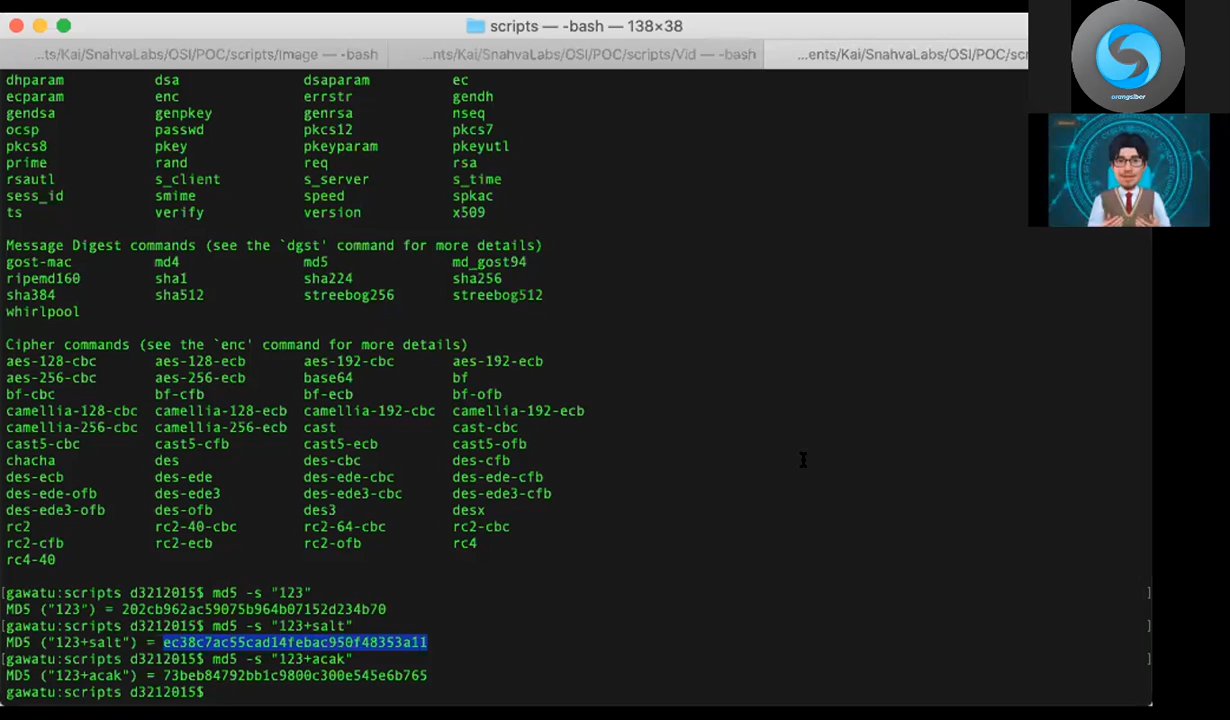 scripts — -bash — 138×38
...ts/Kai/SnahvaLabs/OSI/POC/scripts/Image — -bash ...nts/Kai/SnahvaLabs/OSI/POC/scripts/Vid — -bash ...ents/Kai/SnahvaLabs/OSI/POC/scr
orangsiber
dhparam dsa dsaparam ec
ecparam enc errstr gendh
gendsa genpkey genrsa nseq
ocsp passwd pkcs12 pkcs7
pkcs8 pkey pkeyparam pkeyutl
prime rand req rsa
rsautl s_client s_server s_time
sess_id smime speed spkac
ts verify version x509
Message Digest commands (see the `dgst' command for more details)
gost-mac md4 md5 md_gost94
ripemd160 sha1 sha224 sha256
sha384 sha512 streebog256 streebog512
whirlpool
Cipher commands (see the `enc' command for more details)
aes-128-cbc aes-128-ecb aes-192-cbc aes-192-ecb
aes-256-cbc aes-256-ecb base64 bf
bf-cbc bf-cfb bf-ecb bf-ofb
camellia-128-cbc camellia-128-ecb camellia-192-cbc camellia-192-ecb
camellia-256-cbc camellia-256-ecb cast cast-cbc
cast5-cbc cast5-cfb cast5-ecb cast5-ofb
chacha des des-cbc des-cfb
des-ecb des-ede des-ede-cbc des-ede-cfb
des-ede-ofb des-ede3 des-ede3-cbc des-ede3-cfb
des-ede3-ofb des-ofb des3 desx
rc2 rc2-40-cbc rc2-64-cbc rc2-cbc
rc2-cfb rc2-ecb rc2-ofb rc4
rc4-40
[gawatu:scripts d3212015$ md5 -s "123" ]
MD5 ("123") = 202cb962ac59075b964b07152d234b70
[gawatu:scripts d3212015$ md5 -s "123+salt" ]
MD5 ("123+salt") = ec38c7ac55cad14febac950f48353a11
[gawatu:scripts d3212015$ md5 -s "123+acak" ]
MD5 ("123+acak") = 73beb84792bb1c9800c300e545e6b765
gawatu:scripts d3212015$